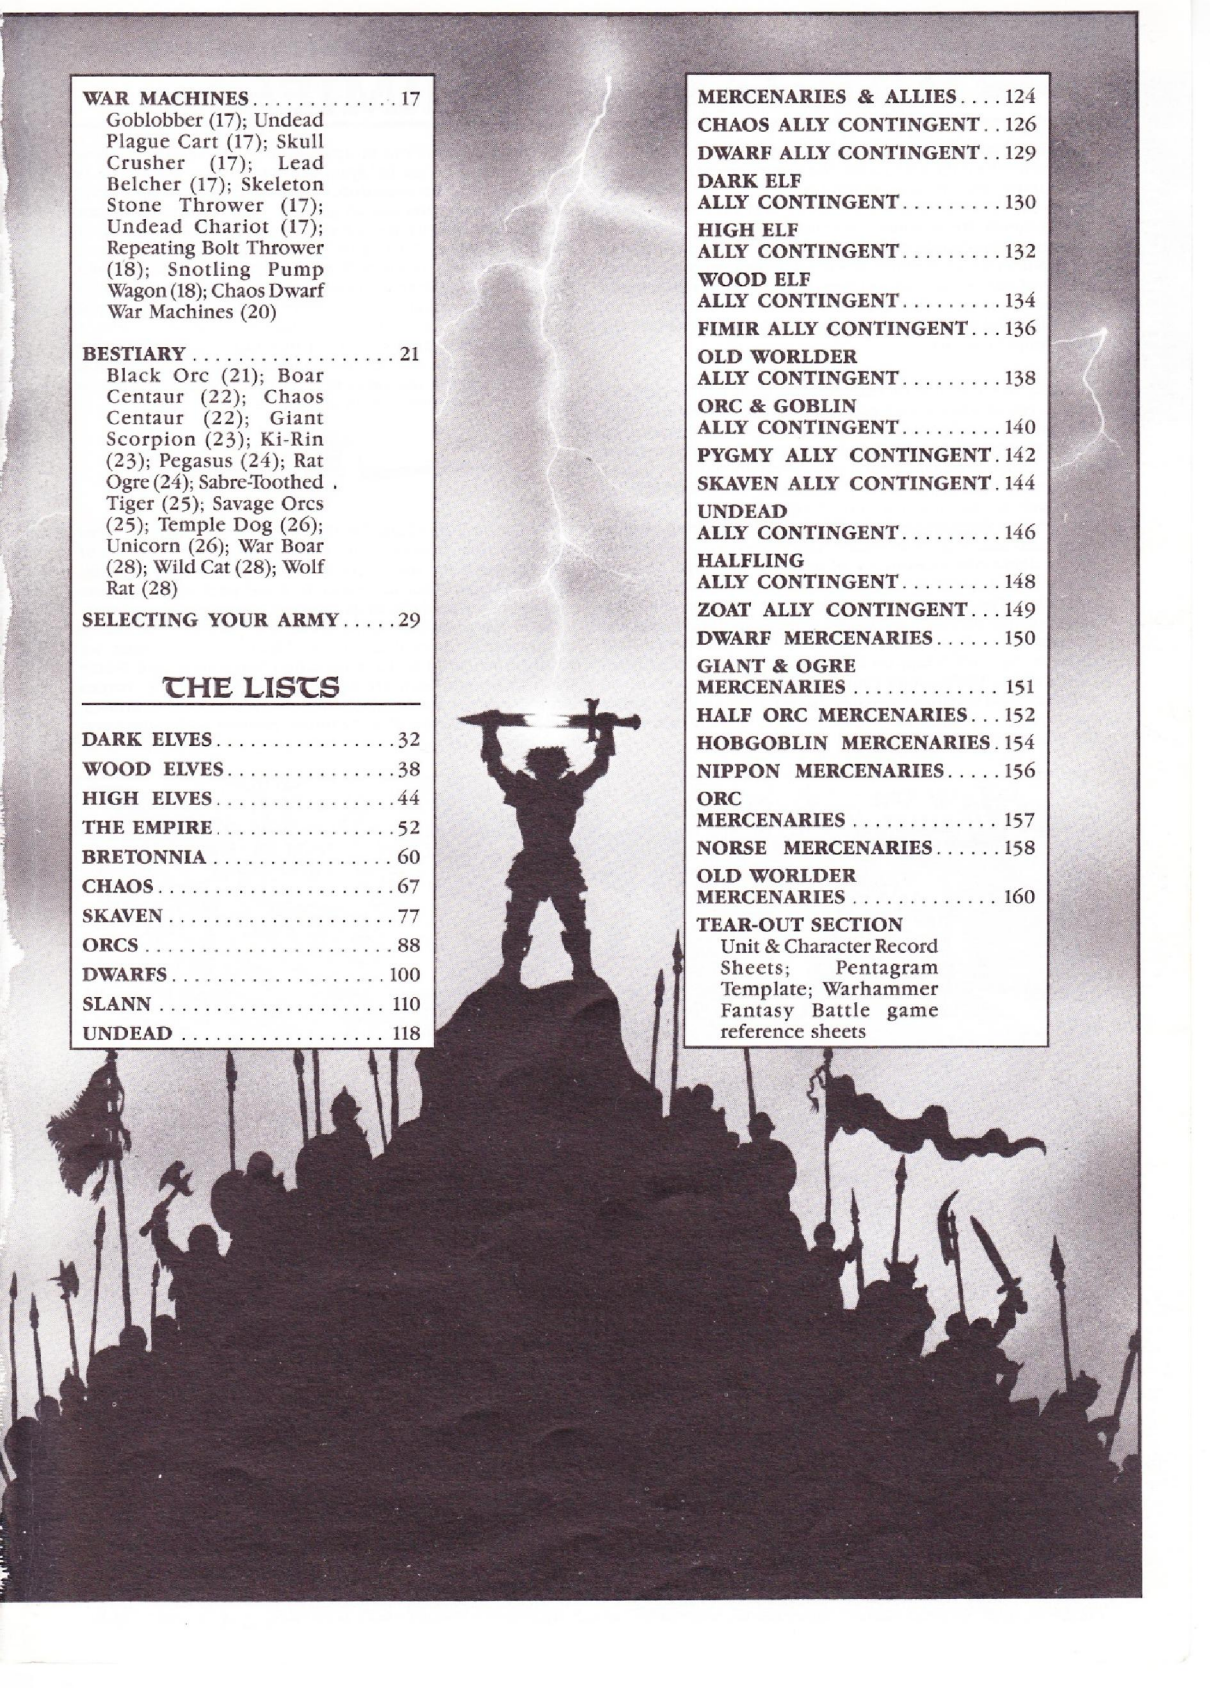 WAR MACHINES.............17
Goblobber (17); Undead
Plague Cart (17); Skull
Crusher (17); Lead
Belcher (17); Skeleton
Stone Thrower (17);
Undead Chariot (17);
Repeating Bolt Thrower
(18); Snotling Pump
Wagon (18); Chaos Dwarf
War Machines (20)
BESTIARY..................21
Black Orc (21); Boar
Centaur (22); Chaos
Centaur (22); Giant
Scorpion (23); Ki-Rin
(23); Pegasus (24); Rat
Ogre (24); Sabre-Toothed
Tiger (25); Savage Orcs
(25); Temple Dog (26);
Unicorn (26); War Boar
(28); Wild Cat (28); Wolf
Rat (28)
SELECTING YOUR ARMY.....29
THE LISTS
DARK ELVES................32
WOOD ELVES...............38
HIGH ELVES................44
THE EMPIRE................52
BRETONNIA................60
CHAOS.....................67
SKAVEN....................77
ORCS......................88
DWARFS....................100
SLANN.....................110
UNDEAD...................118
MERCENARIES & ALLIES....124
CHAOS ALLY CONTINGENT..126
DWARF ALLY CONTINGENT..129
DARK ELF
ALLY CONTINGENT.........130
HIGH ELF
ALLY CONTINGENT.........132
WOOD ELF
ALLY CONTINGENT.........134
FIMIR ALLY CONTINGENT...136
OLD WORLDER
ALLY CONTINGENT.........138
ORC & GOBLIN
ALLY CONTINGENT.........140
PYGMY ALLY CONTINGENT.142
SKAVEN ALLY CONTINGENT.144
UNDEAD
ALLY CONTINGENT.........146
HALFLING
ALLY CONTINGENT.........148
ZOAT ALLY CONTINGENT...149
DWARF MERCENARIES......150
GIANT & OGRE
MERCENARIES.............151
HALF ORC MERCENARIES...152
HOBGOBLIN MERCENARIES.154
NIPPON MERCENARIES.....156
ORC
MERCENARIES.............157
NORSE MERCENARIES......158
OLD WORLDER
MERCENARIES.............160
TEAR-OUT SECTION
Unit & Character Record
Sheets; Pentagram
Template; Warhammer
Fantasy Battle game
reference sheets